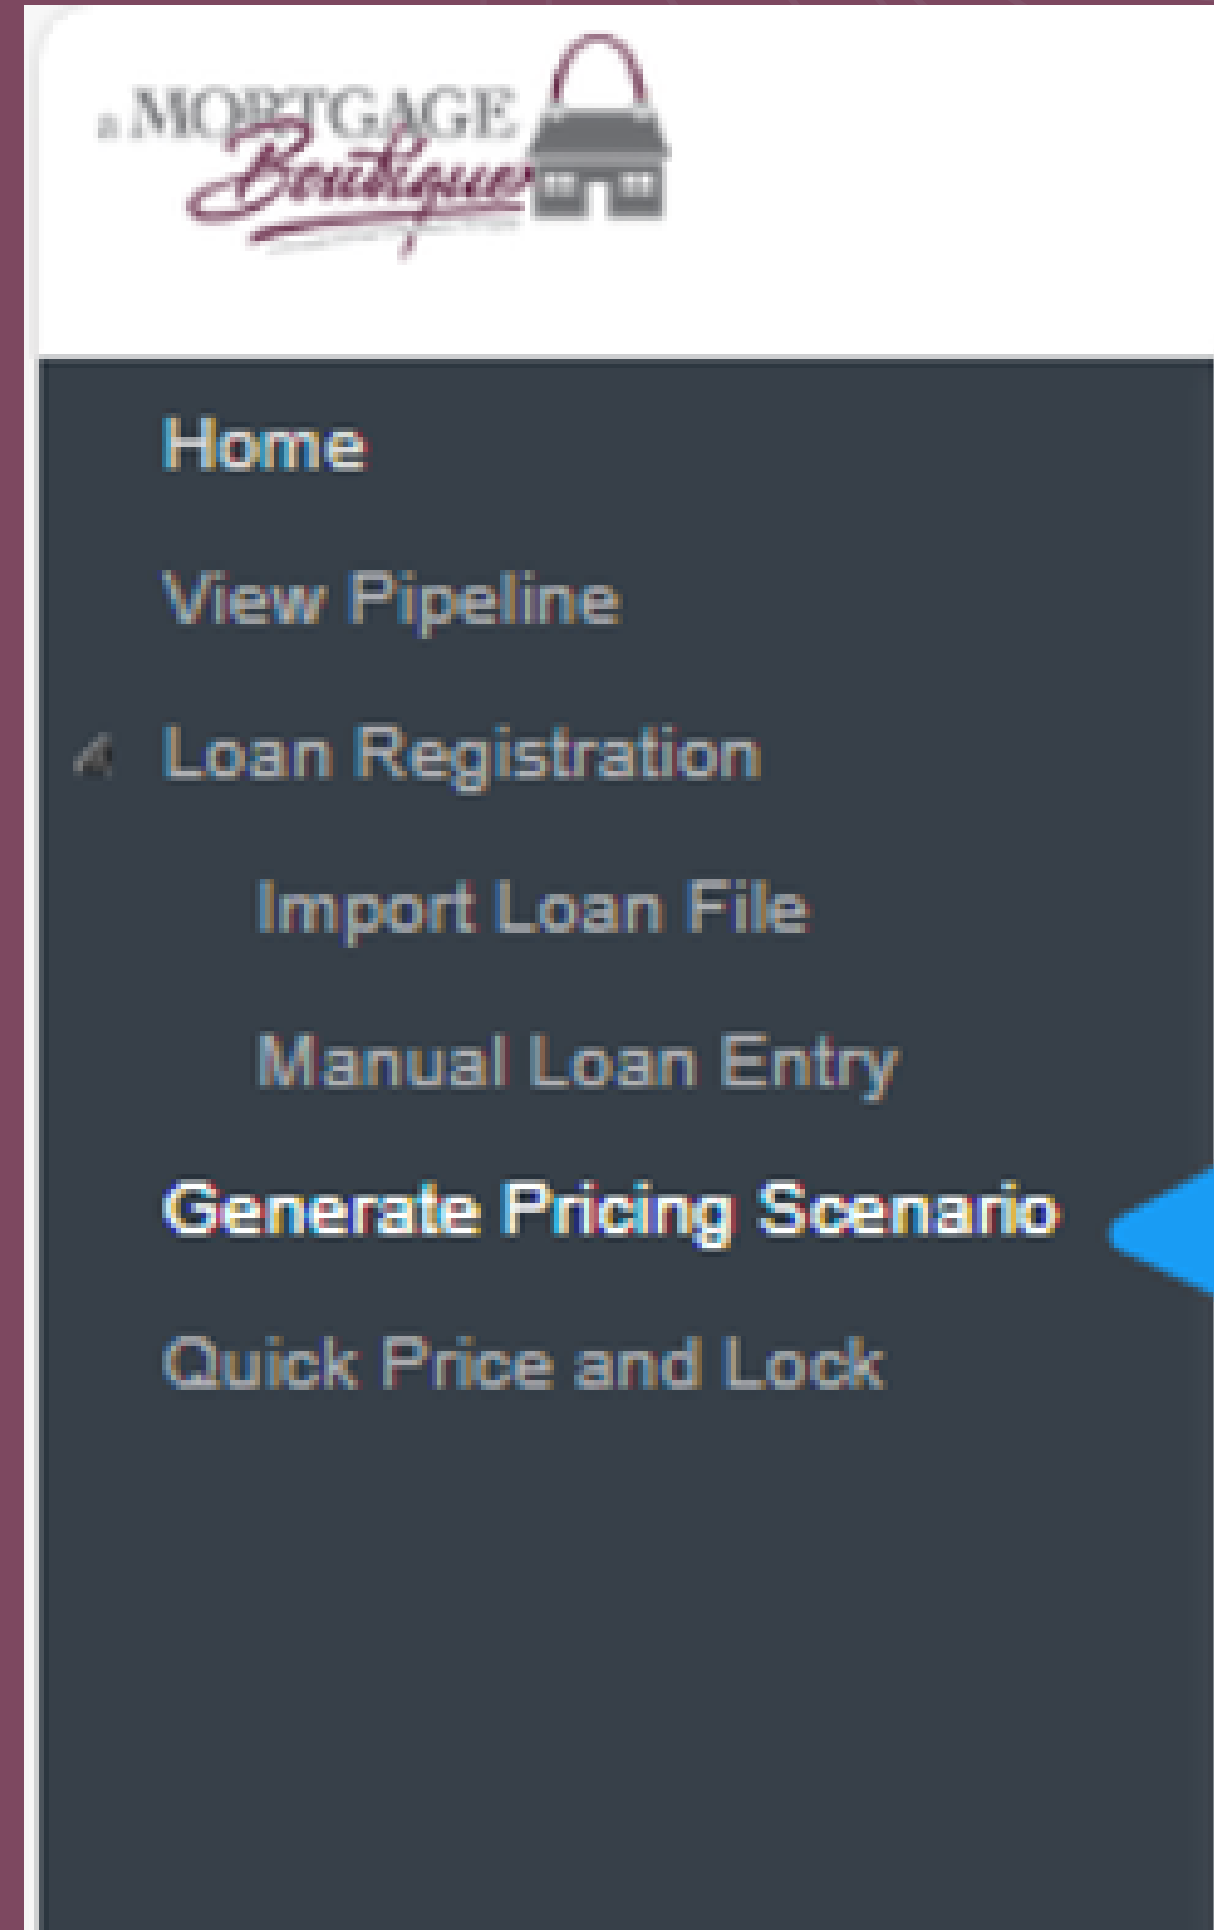 a MORTGAGE
Boutique
Home
View Pipeline
Loan Registration
Import Loan File
Manual Loan Entry
Generate Pricing Scenario
Quick Price and Lock